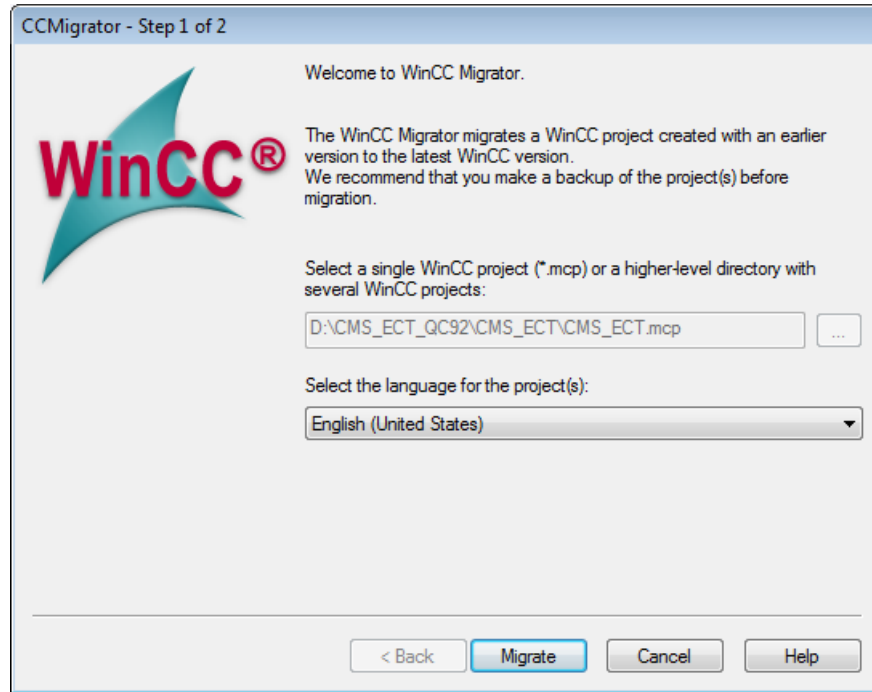 CCMigrator - Step 1 of 2
Welcome to WinCC Migrator.
WinCC®
The WinCC Migrator migrates a WinCC project created with an earlier
version to the latest WinCC version.
We recommend that you make a backup of the project(s) before
migration.
Select a single WinCC project (*.mcp) or a higher-level directory with
several WinCC projects:
D:\CMS_ECT_QC92\CMS_ECT\CMS_ECT.mcp
...
Select the language for the project(s):
English (United States)
< Back
Migrate
Cancel
Help